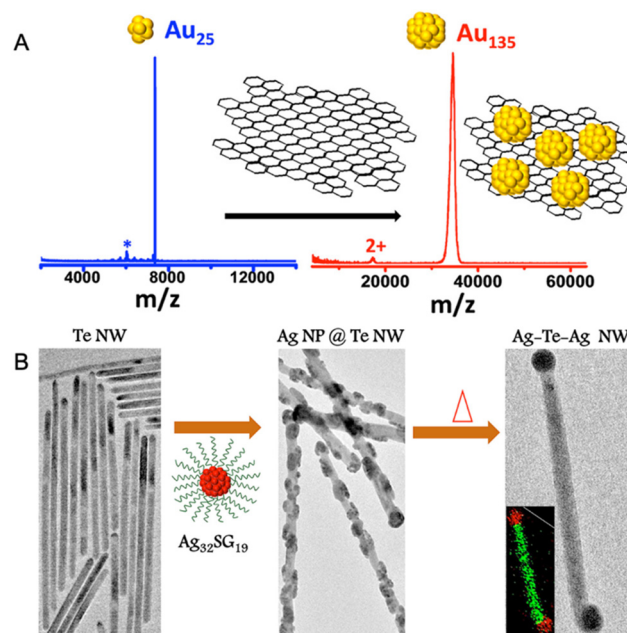 A
Au25
Au135
*
2+
4000 8000 12000
20000 40000 60000
m/z
m/z
B
Te NW
Ag NP @ Te NW
Ag–Te–Ag NW
Δ
Ag32SG19